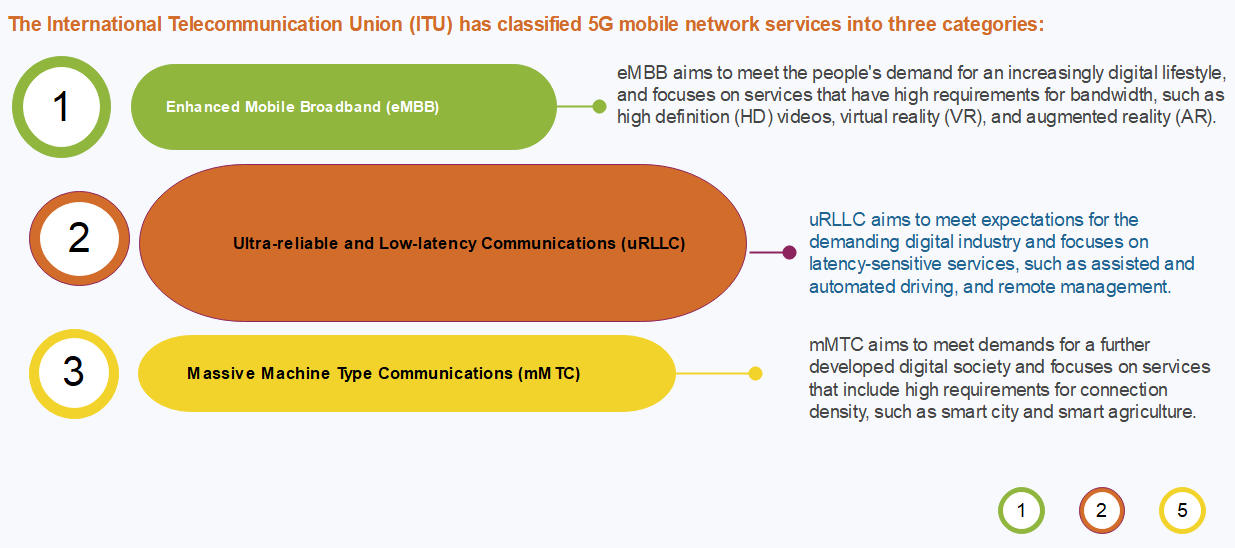 The International Telecommunication Union (ITU) has classified 5G mobile network services into three categories:
1
Enhanced Mobile Broadband (eMBB)
eMBB aims to meet the people's demand for an increasingly digital lifestyle,
and focuses on services that have high requirements for bandwidth, such as
high definition (HD) videos, virtual reality (VR), and augmented reality (AR).
2
Ultra-reliable and Low-latency Communications (uRLLC)
uRLLC aims to meet expectations for the
demanding digital industry and focuses on
latency-sensitive services, such as assisted and
automated driving, and remote management.
3
Massive Machine Type Communications (mMTC)
mMTC aims to meet demands for a further
developed digital society and focuses on services
that include high requirements for connection
density, such as smart city and smart agriculture.
1 2 5